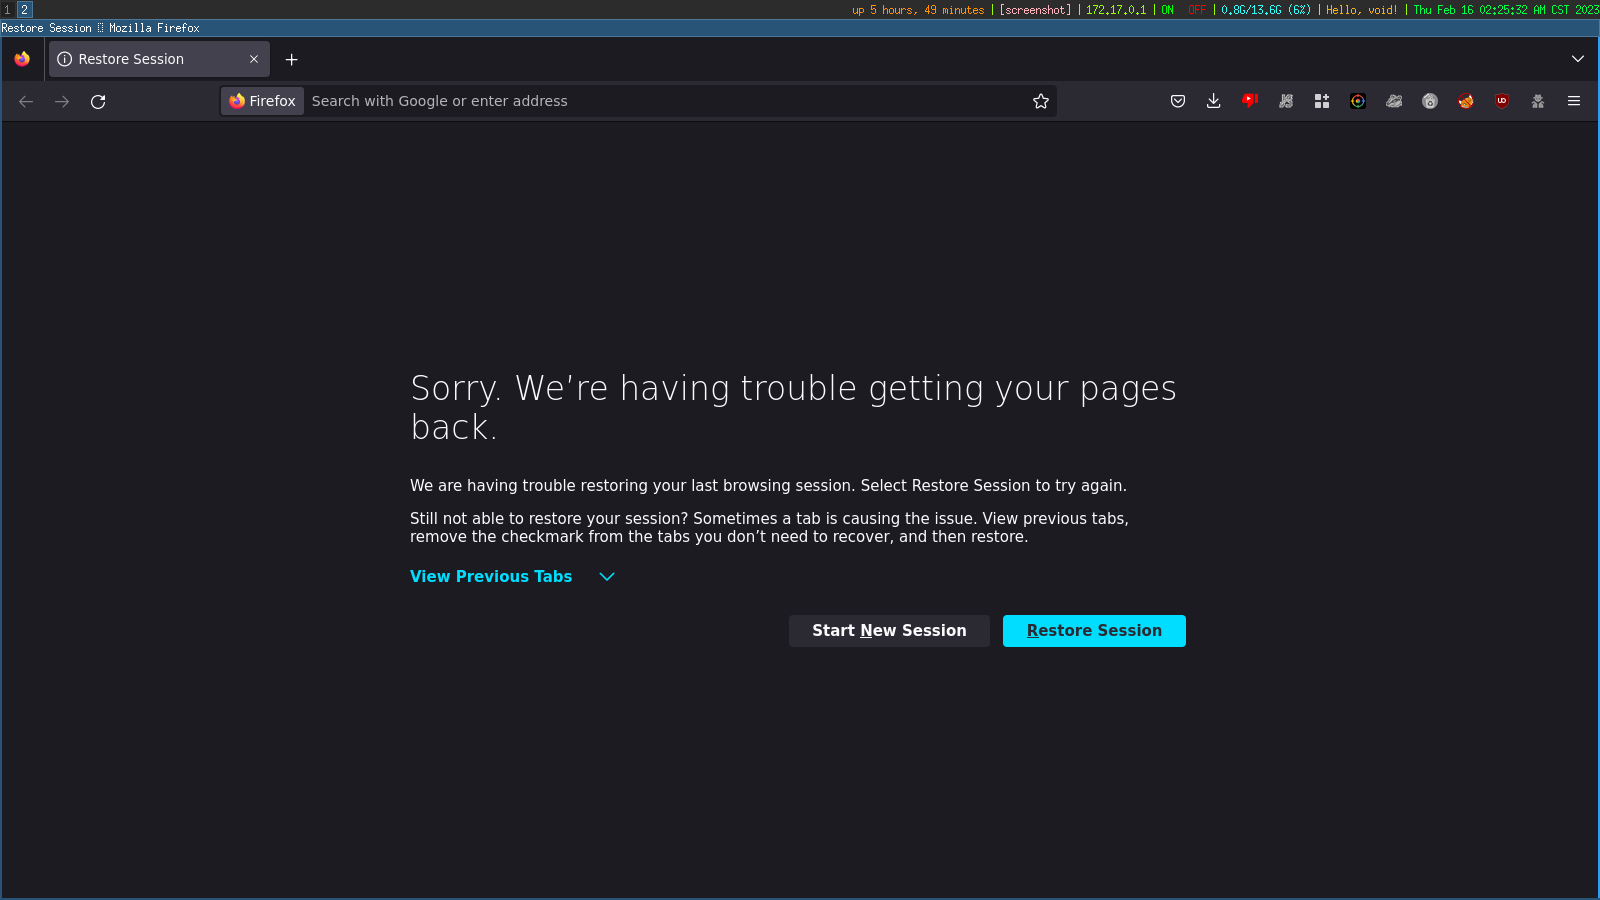 1 2 up 5 hours, 49 minutes | [screenshot] | 172.17.0.1 | ON OFF | 0.8G/13.6G (6%) | Hello, void! | Thu Feb 16 02:25:32 AM CST 2023
Restore Session Mozilla Firefox
Restore Session
Firefox Search with Google or enter address
Sorry. We're having trouble getting your pages
back.
We are having trouble restoring your last browsing session. Select Restore Session to try again.
Still not able to restore your session? Sometimes a tab is causing the issue. View previous tabs,
remove the checkmark from the tabs you don’t need to recover, and then restore.
View Previous Tabs
Start New Session Restore Session